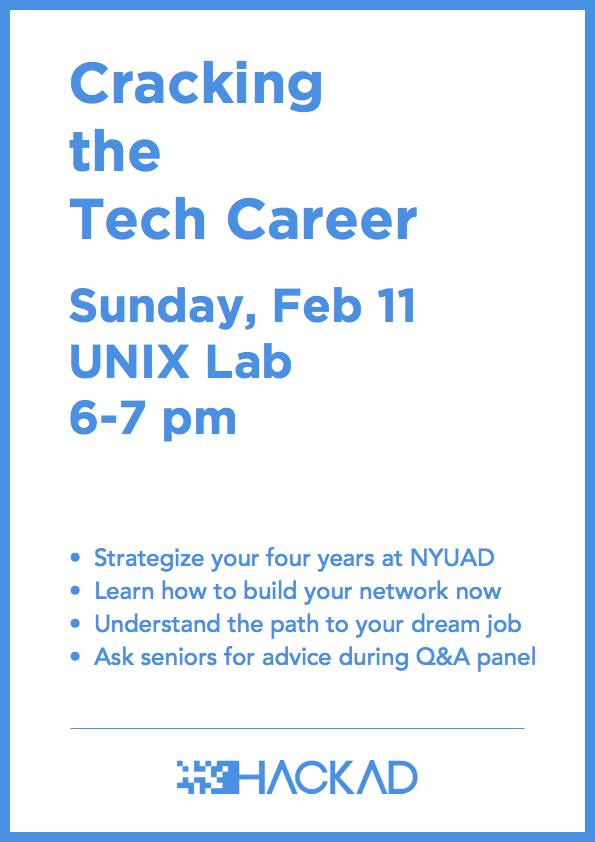 Cracking
the
Tech Career
Sunday, Feb 11
UNIX Lab
6-7 pm
• Strategize your four years at NYUAD
• Learn how to build your network now
• Understand the path to your dream job
• Ask seniors for advice during Q&A panel
HACKAD